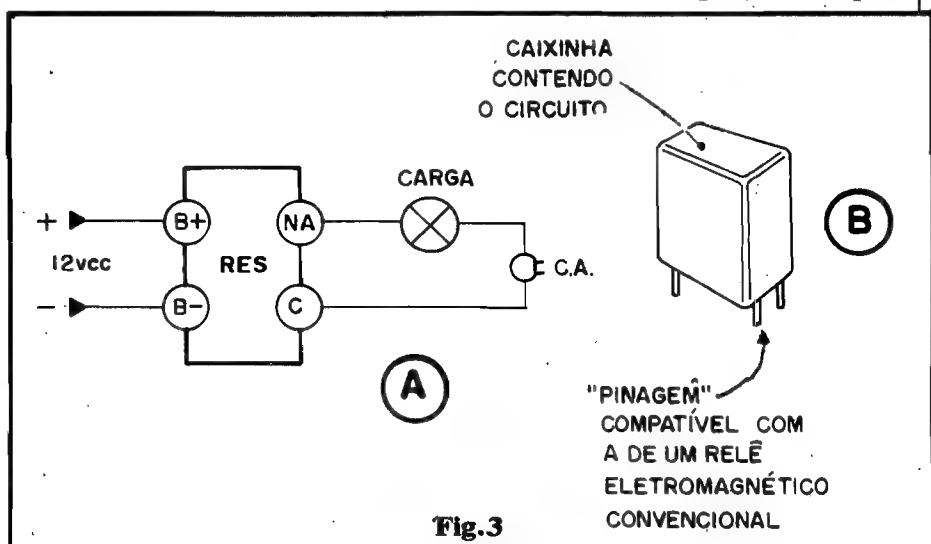 CAIXINHA
CONTENDO
O CIRCUITO
CARGA
+
B+
NA
12vcc
RES
C.A.
-
B-
C
A
B
"PINAGEM"
COMPATÍVEL COM
A DE UM RELÊ
ELETROMAGNÉTICO
CONVENCIONAL
Fig.3